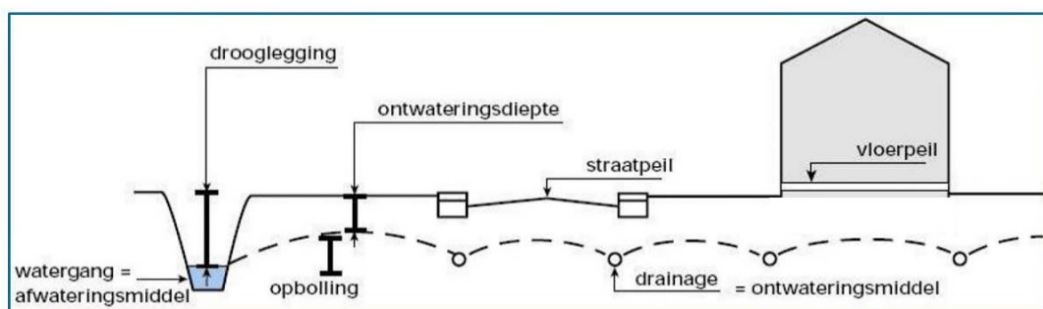 drooglegging
ontwateringsdiepte
straatpeil
vloerpeil
watergang =
afwateringsmiddel
opbolling
drainage = ontwateringsmiddel